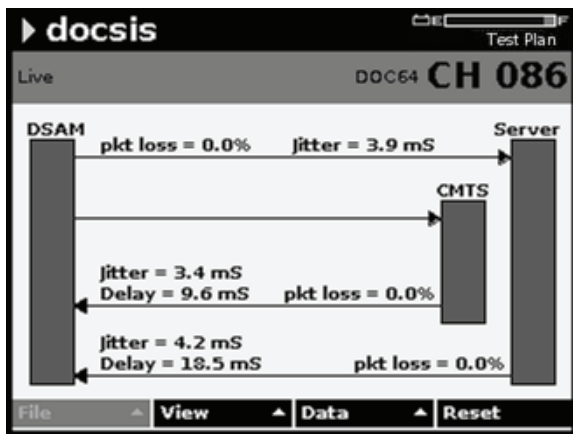 docsis
E F
Test Plan
Live
DOC64 CH 086
DSAM
Server
pkt loss = 0.0% Jitter = 3.9 mS
CMTS
Jitter = 3.4 mS
Delay = 9.6 mS pkt loss = 0.0%
Jitter = 4.2 mS
Delay = 18.5 mS pkt loss = 0.0%
File View Data Reset